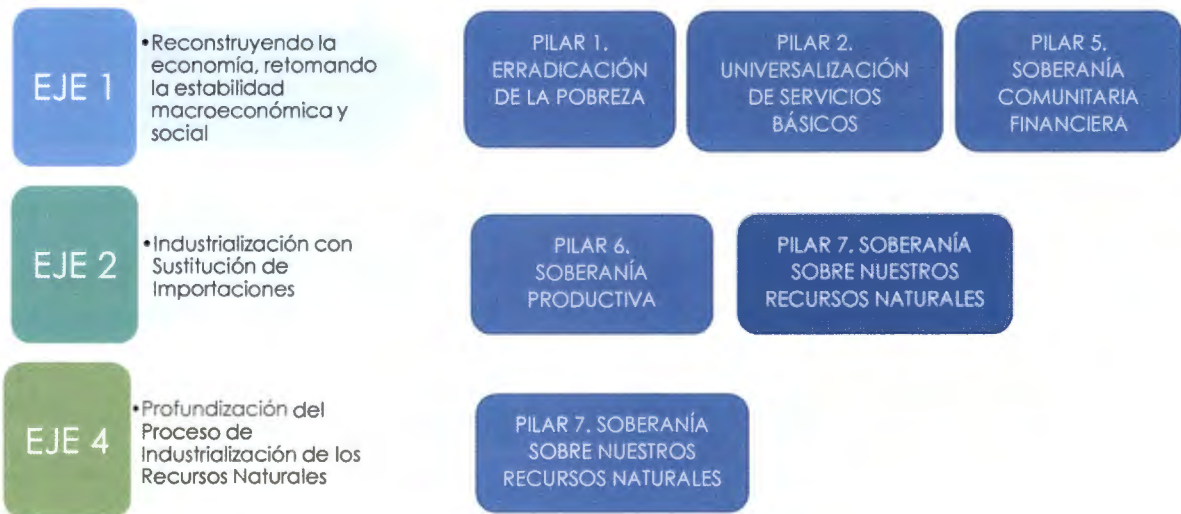 EJE 1
•Reconstruyendo la
economía, retomando
la estabilidad
macroeconómica y
social
PILAR 1.
ERRADICACIÓN
DE LA POBREZA
PILAR 2.
UNIVERSALIZACIÓN
DE SERVICIOS
BÁSICOS
PILAR 5.
SOBERANÍA
COMUNITARIA
FINANCIERA
EJE 2
•Industrialización con
Sustitución de
Importaciones
PILAR 6.
SOBERANÍA
PRODUCTIVA
PILAR 7. SOBERANÍA
SOBRE NUESTROS
RECURSOS NATURALES
EJE 4
•Profundización del
Proceso de
Industrialización de los
Recursos Naturales
PILAR 7. SOBERANÍA
SOBRE NUESTROS
RECURSOS NATURALES